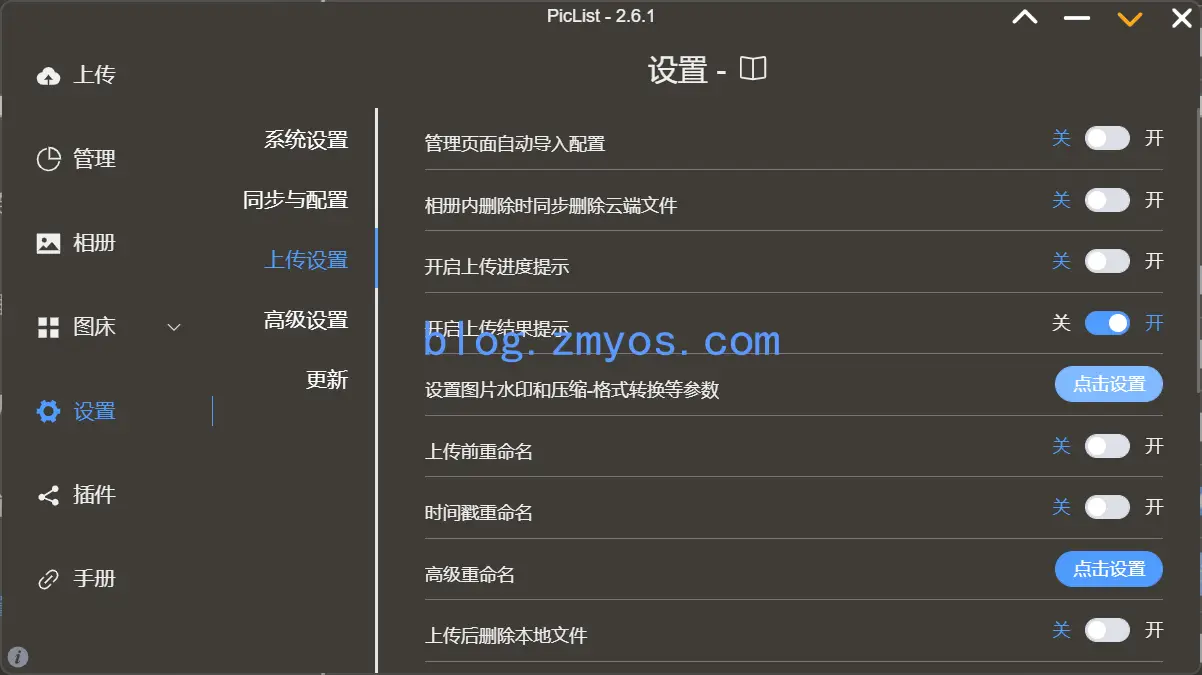 PicList - 2.6.1
设置 -
上传
管理
相册
图床
设置
插件
手册
系统设置
同步与配置
上传设置
高级设置
更新
管理页面自动导入配置 关 开
相册内删除时同步删除云端文件 关 开
开启上传进度提示 关 开
开启上传结果提示 关 开
blog.zmyos.com
设置图片水印和压缩-格式转换等参数 点击设置
上传前重命名 关 开
时间戳重命名 关 开
高级重命名 点击设置
上传后删除本地文件 关 开